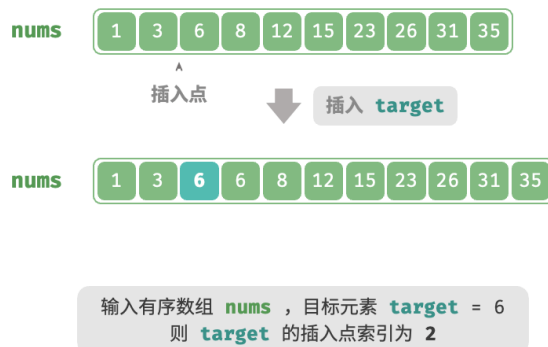 nums 1 3 6 8 12 15 23 26 31 35
插入点
插入 target
nums 1 3 6 6 8 12 15 23 26 31 35
输入有序数组 nums ，目标元素 target = 6
则 target 的插入点索引为 2